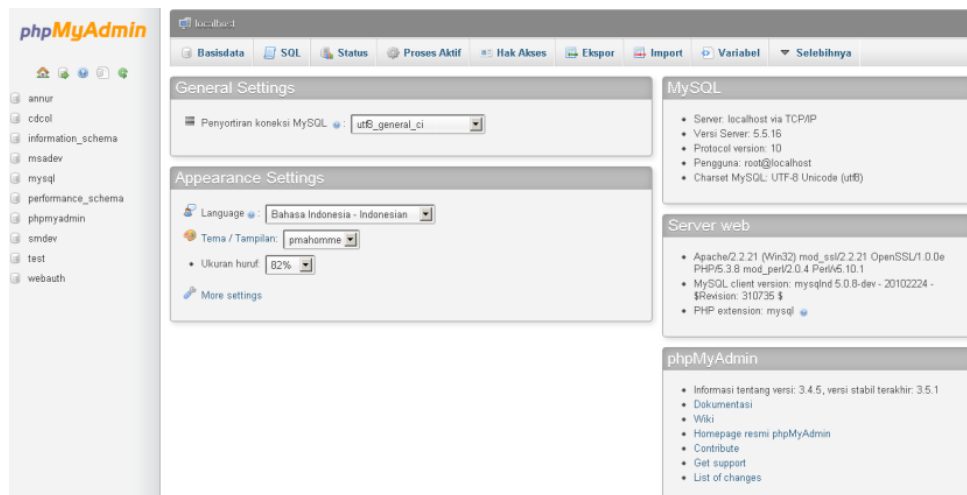 phpMyAdmin
annur
cdcol
information_schema
msadev
mysql
performance_schema
phpmyadmin
smdev
test
webauth
localhost
Basisdata SQL Status Proses Aktif Hak Akses Ekspor Import Variabel Selebihnya
General Settings
Penyortiran koneksi MySQL : utf8_general_ci
Appearance Settings
Language : Bahasa Indonesia - Indonesian
Tema / Tampilan: pmahomme
Ukuran huruf: 82%
More settings
MySQL
Server: localhost via TCP/IP
Versi Server: 5.5.16
Protocol version: 10
Pengguna: root@localhost
Charset MySQL: UTF-8 Unicode (utf8)
Server web
Apache/2.2.21 (Win32) mod_ssl/2.2.21 OpenSSL/1.0.0e
PHP/5.3.8 mod_perl/2.0.4 Perl/v5.10.1
MySQL client version: mysqlnd 5.0.8-dev - 20102224 -
$Revision: 310735 $
PHP extension: mysql
phpMyAdmin
Informasi tentang versi: 3.4.5, versi stabil terakhir: 3.5.1
Dokumentasi
Wiki
Homepage resmi phpMyAdmin
Contribute
Get support
List of changes